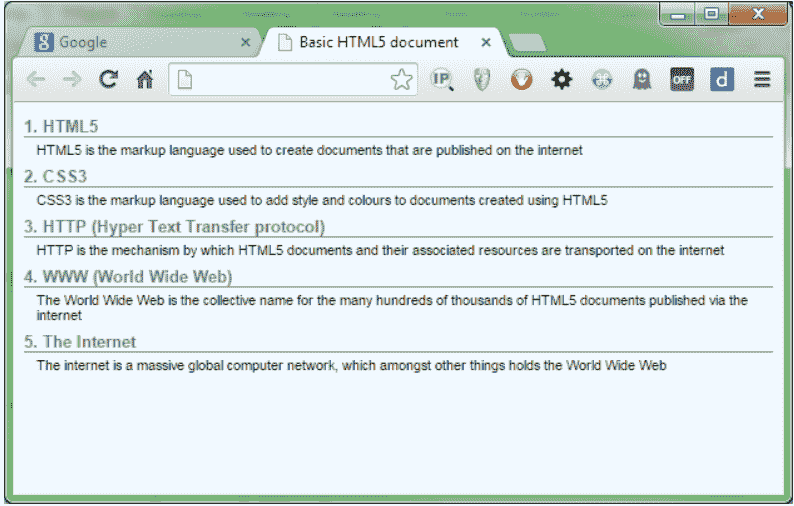 Google
Basic HTML5 document
IP
OFF
d
1. HTML5
HTML5 is the markup language used to create documents that are published on the internet
2. CSS3
CSS3 is the markup language used to add style and colours to documents created using HTML5
3. HTTP (Hyper Text Transfer protocol)
HTTP is the mechanism by which HTML5 documents and their associated resources are transported on the internet
4. WWW (World Wide Web)
The World Wide Web is the collective name for the many hundreds of thousands of HTML5 documents published via the
internet
5. The Internet
The internet is a massive global computer network, which amongst other things holds the World Wide Web